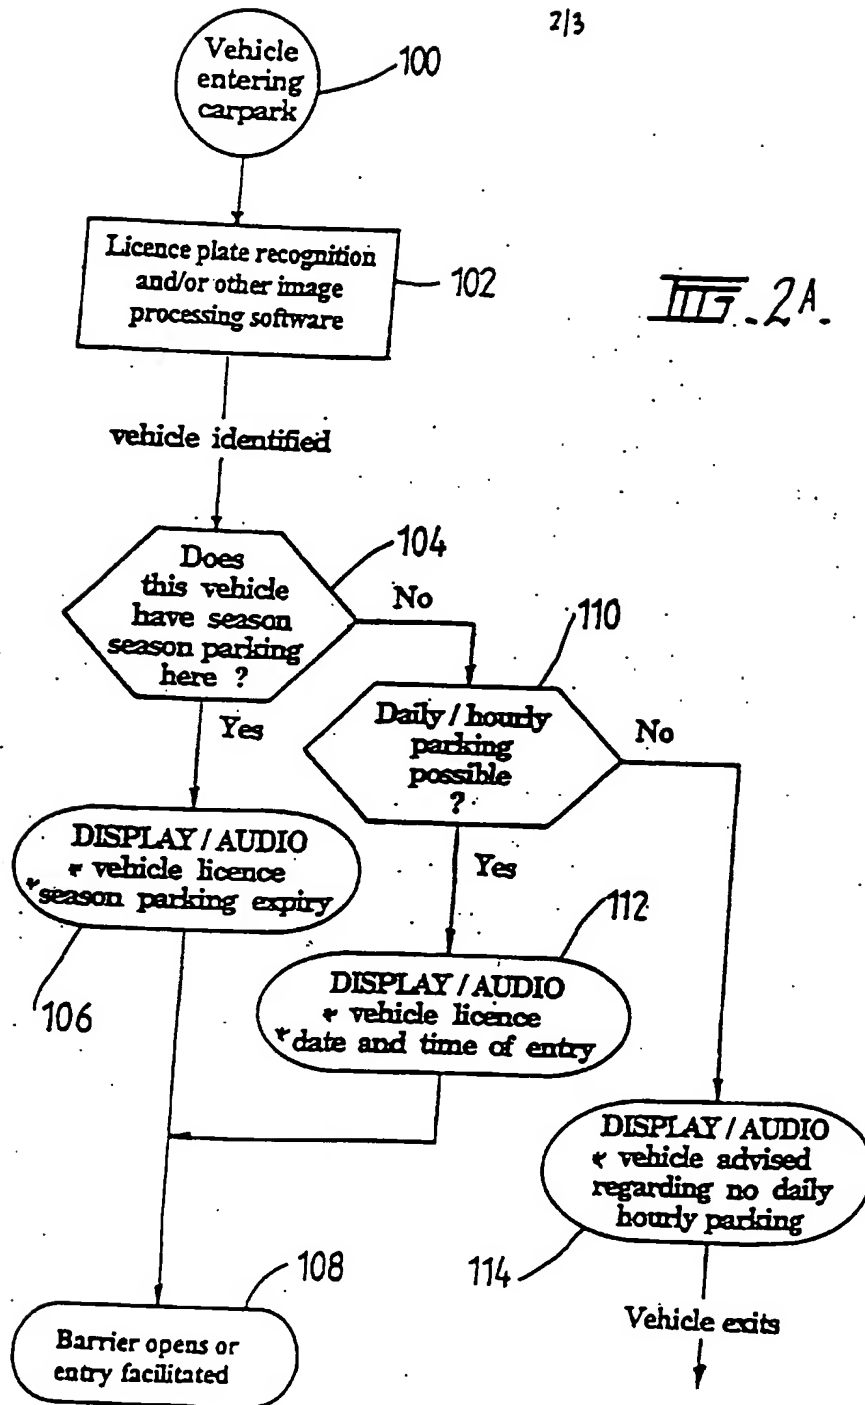 2/3
Vehicle
entering
carpark
100
Licence plate recognition
and/or other image
processing software
102
FIG. 2A.
vehicle identified
Does
this vehicle
have season
season parking
here ?
104
No
110
Yes
Daily / hourly
parking
possible
?
No
DISPLAY / AUDIO
* vehicle licence
* season parking expiry
106
Yes
112
DISPLAY / AUDIO
* vehicle licence
* date and time of entry
DISPLAY / AUDIO
* vehicle advised
regarding no daily
hourly parking
114
108
Barrier opens or
entry facilitated
Vehicle exits